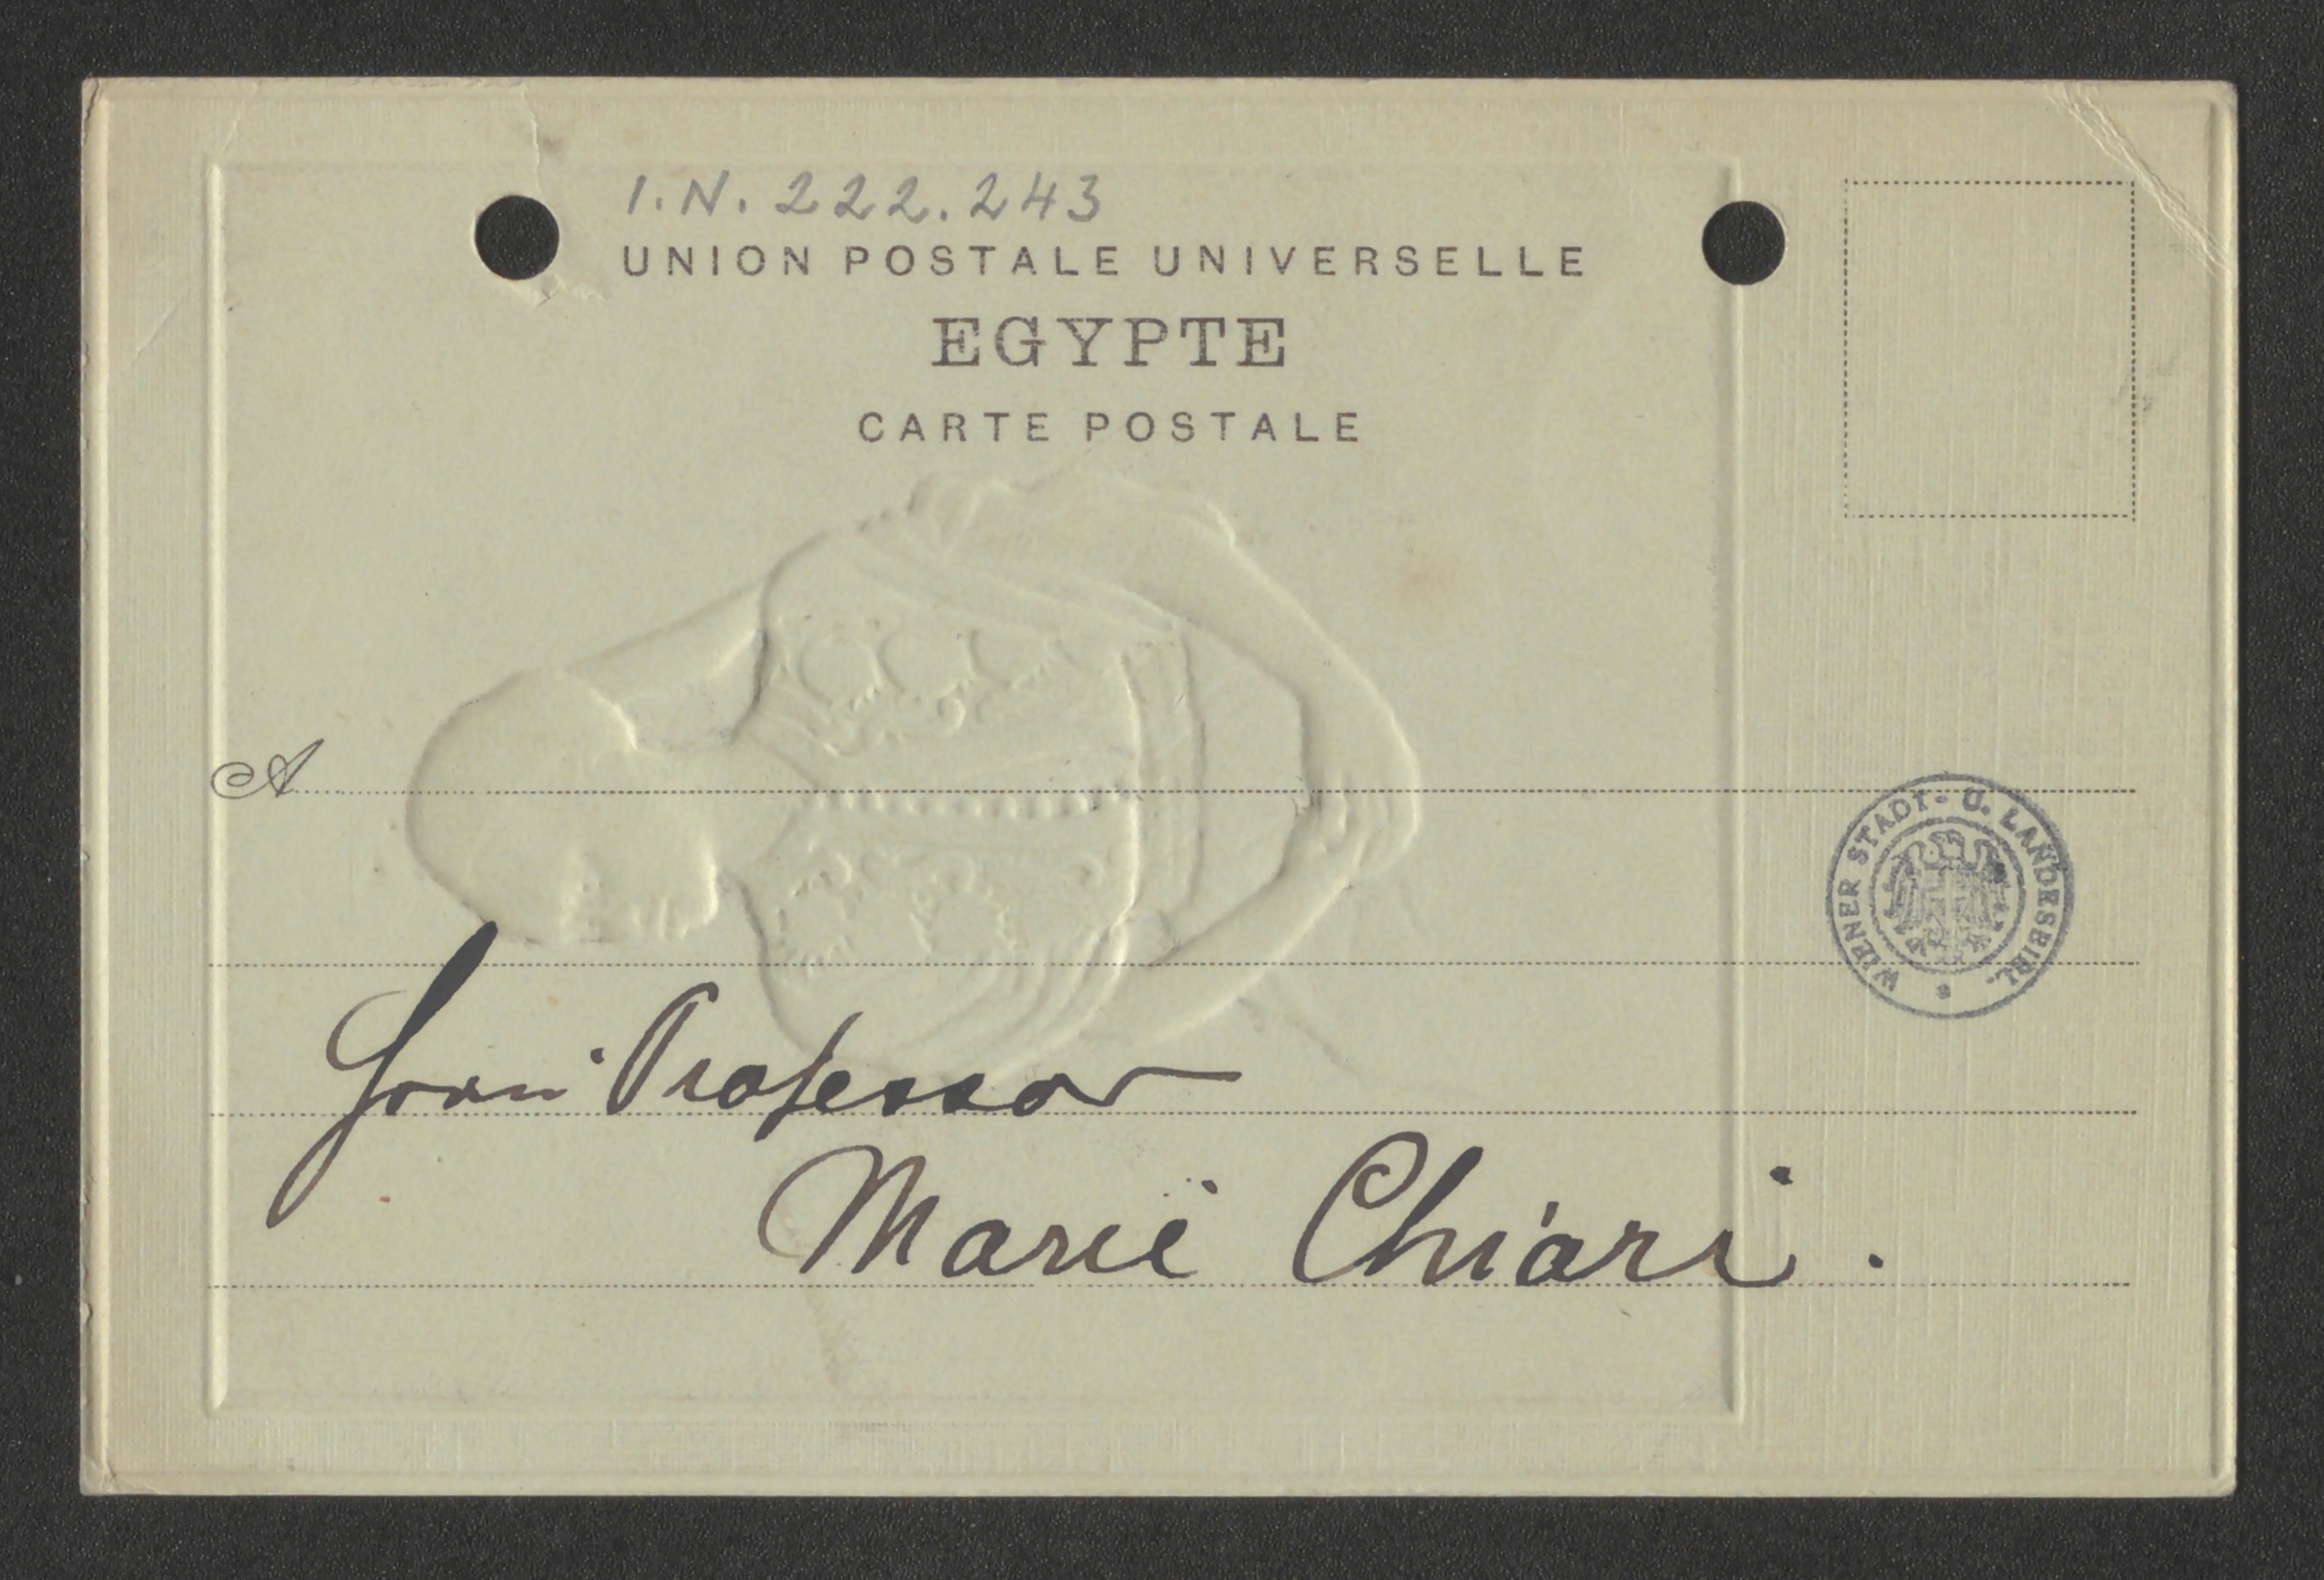 I.N. 222.243
UNION POSTALE UNIVERSELLE
EGYPTE
CARTE POSTALE
A
WIENER STADT- U. LANDESBIBL.
Frau Professor
Marie Chiari.